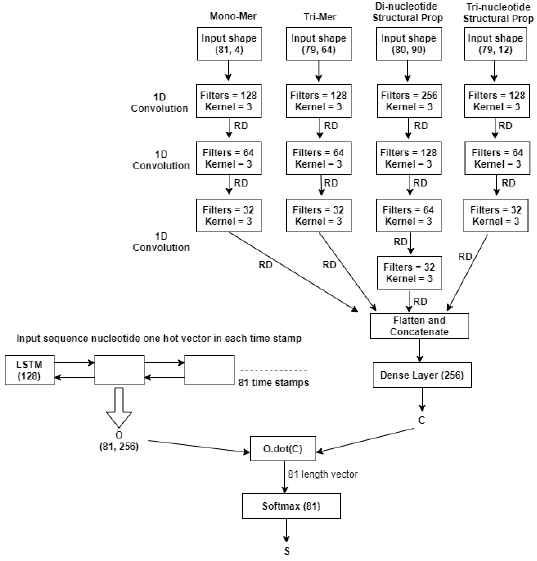 Mono-Mer
Tri-Mer
Di-nucleotide
Structural Prop
Tri-nucleotide
Structural Prop
Input shape
(81, 4)
Input shape
(79, 64)
Input shape
(80, 90)
Input shape
(79, 12)
1D
Convolution
Filters = 128
Kernel = 3
Filters = 128
Kernel = 3
Filters = 256
Kernel = 3
Filters = 128
Kernel = 3
RD
RD
RD
RD
1D
Convolution
Filters = 64
Kernel = 3
Filters = 64
Kernel = 3
Filters = 128
Kernel = 3
Filters = 64
Kernel = 3
RD
RD
RD
RD
1D
Convolution
Filters = 32
Kernel = 3
Filters = 32
Kernel = 3
Filters = 64
Kernel = 3
Filters = 32
Kernel = 3
RD
RD
RD
RD
Filters = 32
Kernel = 3
RD
Flatten and
Concatenate
Input sequence nucleotide one hot vector in each time stamp
LSTM
(128)
81 time stamps
Dense Layer (256)
O
(81, 256)
C
O.dot(C)
81 length vector
Softmax (81)
S